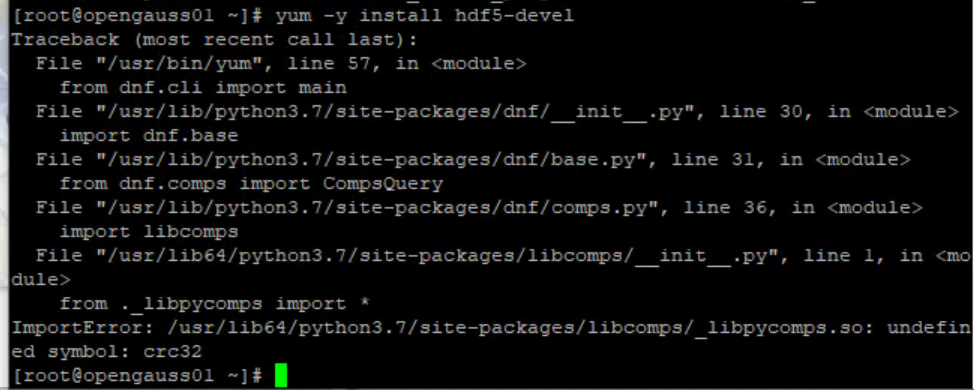 [root@opengauss01 ~]# yum -y install hdf5-devel
Traceback (most recent call last):
  File "/usr/bin/yum", line 57, in <module>
    from dnf.cli import main
  File "/usr/lib/python3.7/site-packages/dnf/__init__.py", line 30, in <module>
    import dnf.base
  File "/usr/lib/python3.7/site-packages/dnf/base.py", line 31, in <module>
    from dnf.comps import CompsQuery
  File "/usr/lib/python3.7/site-packages/dnf/comps.py", line 36, in <module>
    import libcomps
  File "/usr/lib64/python3.7/site-packages/libcomps/__init__.py", line 1, in <mo
dule>
    from ._libpycomps import *
ImportError: /usr/lib64/python3.7/site-packages/libcomps/_libpycomps.so: undefin
ed symbol: crc32
[root@opengauss01 ~]#